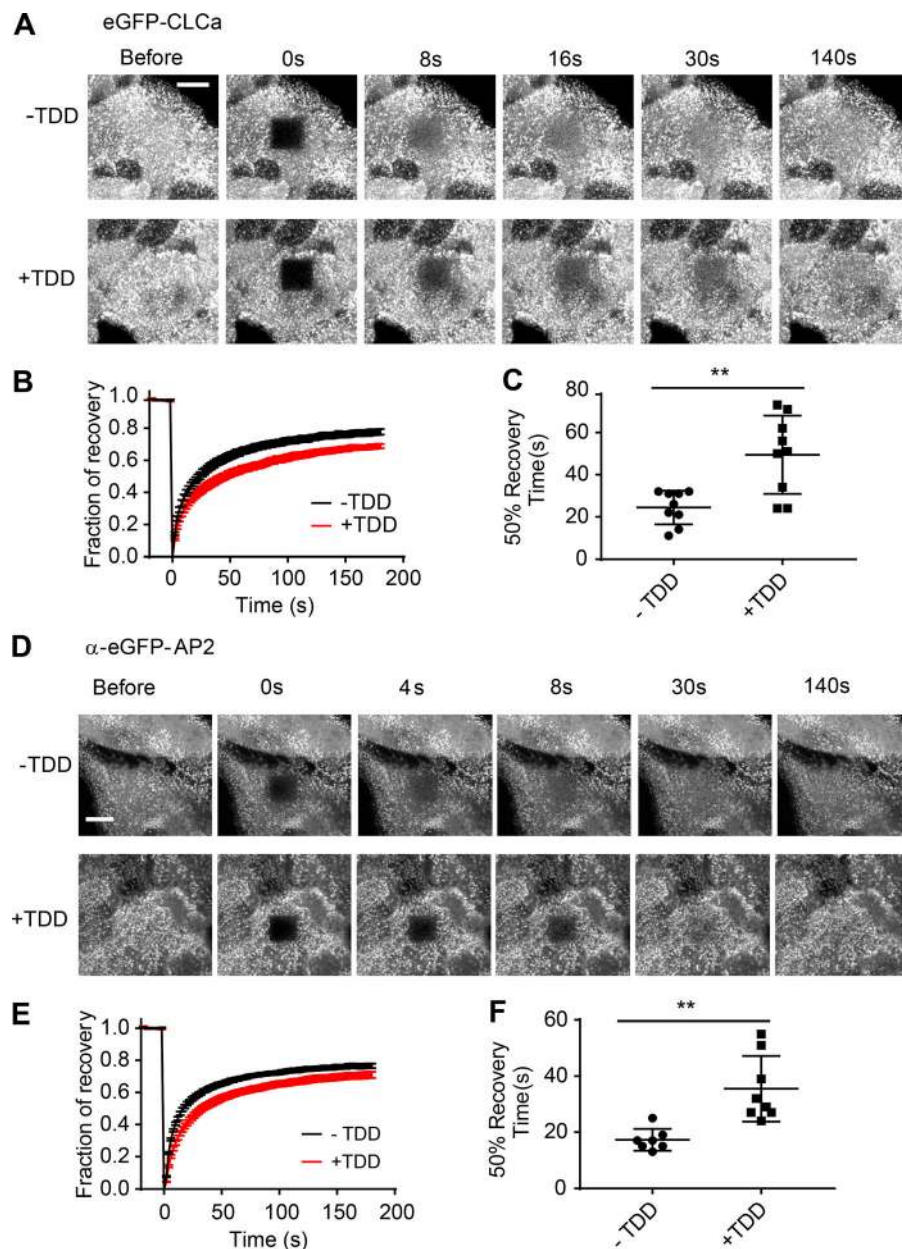 A
eGFP-CLCa
Before 0s 8s 16s 30s 140s
-TDD
+TDD
B
Fraction of recovery
1.0
0.8
0.6
0.4
0.2
0.0
0 50 100 150 200
Time (s)
-TDD
+TDD
C
**
50% Recovery
Time(s)
80
60
40
20
0
- TDD
+TDD
D
α-eGFP-AP2
Before 0s 4s 8s 30s 140s
-TDD
+TDD
E
Fraction of recovery
1.0
0.8
0.6
0.4
0.2
0.0
0 50 100 150 200
Time (s)
- TDD
+TDD
F
**
50% Recovery
Time(s)
60
40
20
0
- TDD
+TDD